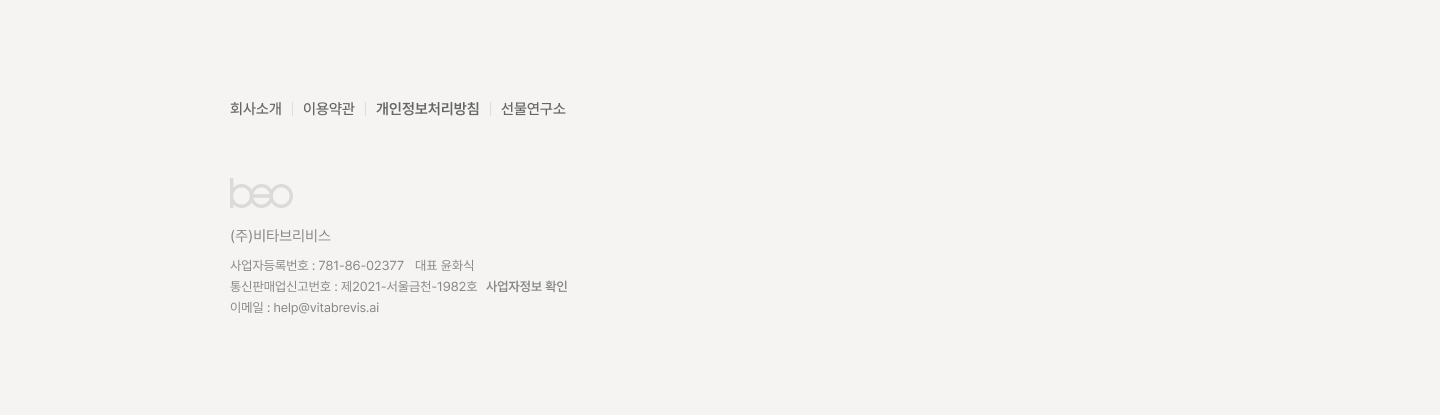 회사소개 이용약관 개인정보처리방침 선물연구소
beo
(주)비타브리비스
사업자등록번호 : 781-86-02377 대표 윤화식
통신판매업신고번호 : 제2021-서울금천-1982호 사업자정보 확인
이메일 : help@vitabrevis.ai